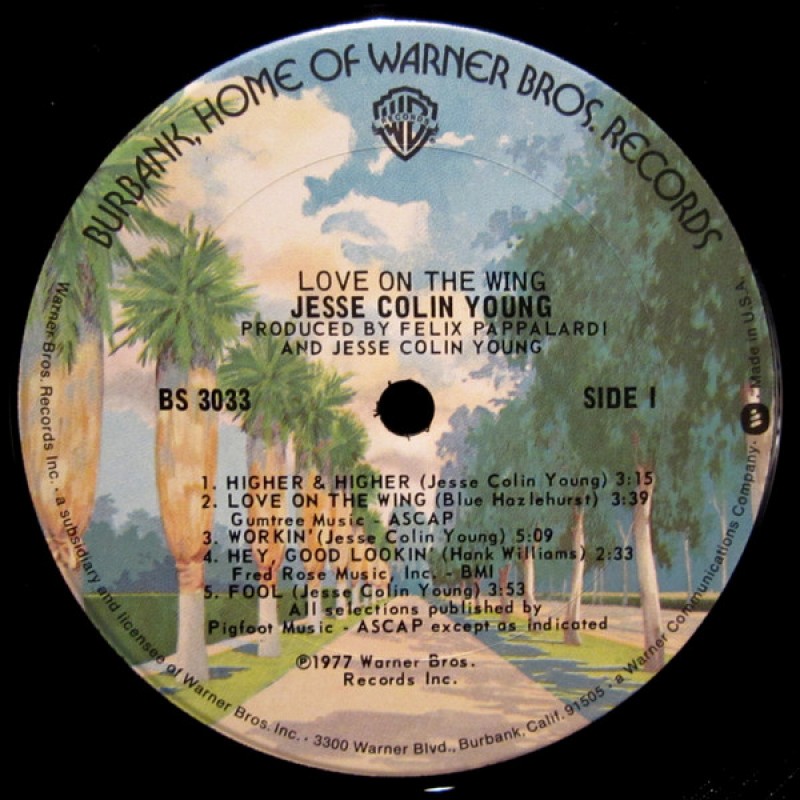 BURBANK, HOME OF WARNER BROS. RECORDS
WB
RECORDS
LOVE ON THE WING
JESSE COLIN YOUNG
PRODUCED BY FELIX PAPPALARDI
AND JESSE COLIN YOUNG
BS 3033
SIDE 1
1. HIGHER & HIGHER (Jesse Colin Young) 3:15
2. LOVE ON THE WING (Blue Hazlehurst) 3:39
Gumtree Music - ASCAP
3. WORKIN' (Jesse Colin Young) 5:09
4. HEY, GOOD LOOKIN' (Hank Williams) 2:33
Fred Rose Music, Inc. - BMI
5. FOOL (Jesse Colin Young) 3:53
All selections published by
Pigfoot Music - ASCAP except as indicated
℗1977 Warner Bros.
Records Inc.
Warner Bros. Records Inc. · a subsidiary and licensee of Warner Bros. Inc. · 3300 Warner Blvd., Burbank, Calif. 91505 · a Warner Communications Company · Made in U.S.A.